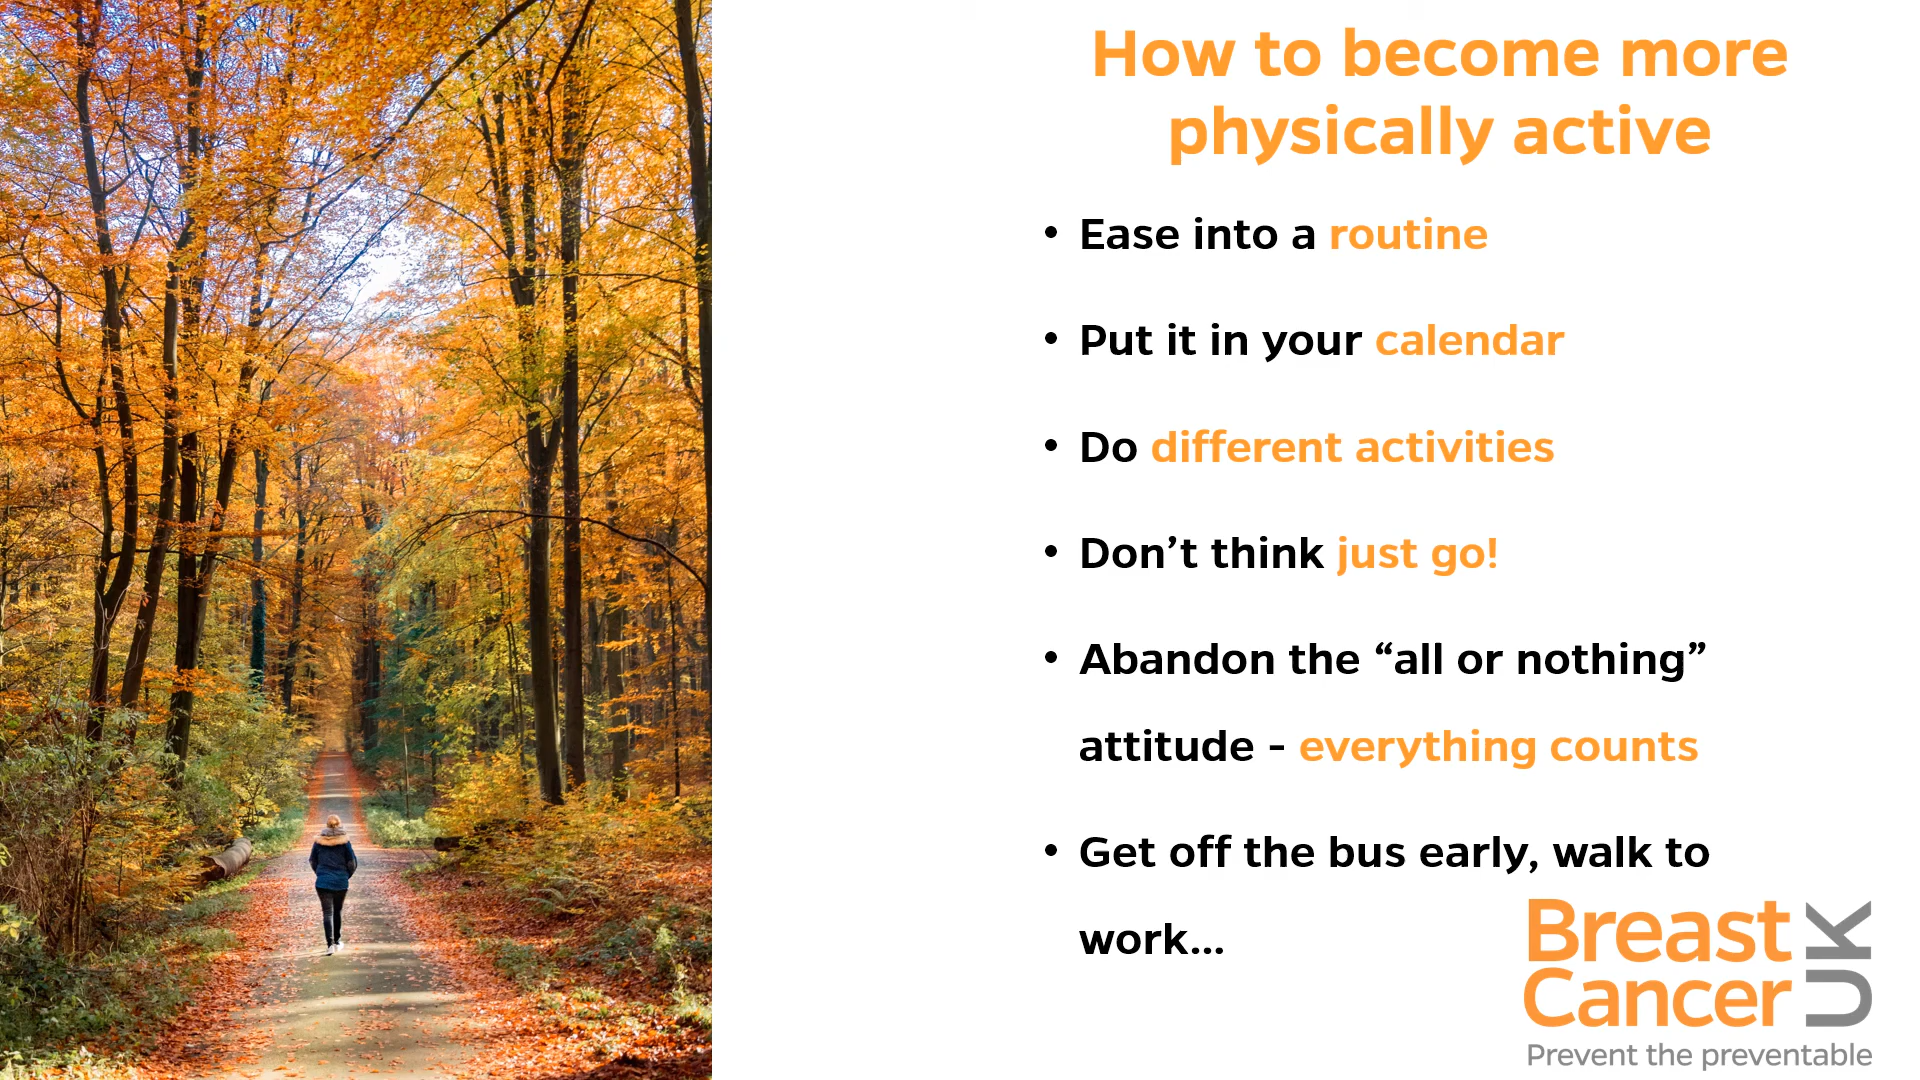 How to become more
physically active
• Ease into a routine
• Put it in your calendar
• Do different activities
• Don’t think just go!
• Abandon the “all or nothing”
attitude - everything counts
• Get off the bus early, walk to
work...
Breast
Cancer
UK
Prevent the preventable